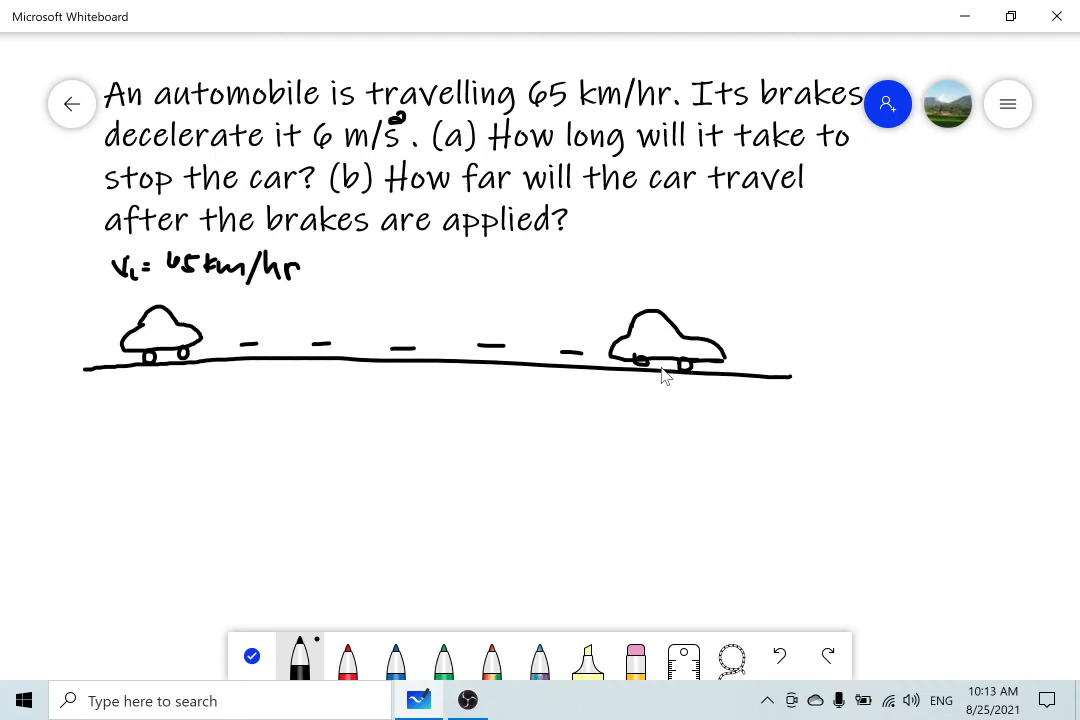 Microsoft Whiteboard
An automobile is travelling 65 km/hr. Its brakes
decelerate it 6 m/s². (a) How long will it take to
stop the car? (b) How far will the car travel
after the brakes are applied?
v₁ = 65 km/hr
Type here to search
ENG
10:13 AM
8/25/2021